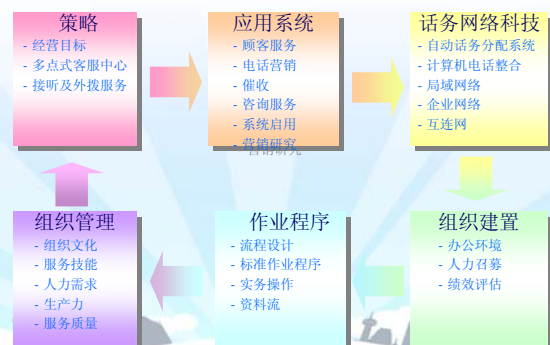 策略
- 经营目标
- 多点式客服中心
- 接听及外拨服务
应用系统
- 顾客服务
- 电话营销
- 催收
- 咨询服务
- 系统启用
- 营销研究
话务网络科技
- 自动话务分配系统
- 计算机电话整合
- 局域网络
- 企业网络
- 互连网
组织管理
- 组织文化
- 服务技能
- 人力需求
- 生产力
- 服务质量
作业程序
- 流程设计
- 标准作业程序
- 实务操作
- 资料流
组织建置
- 办公环境
- 人力召募
- 绩效评估